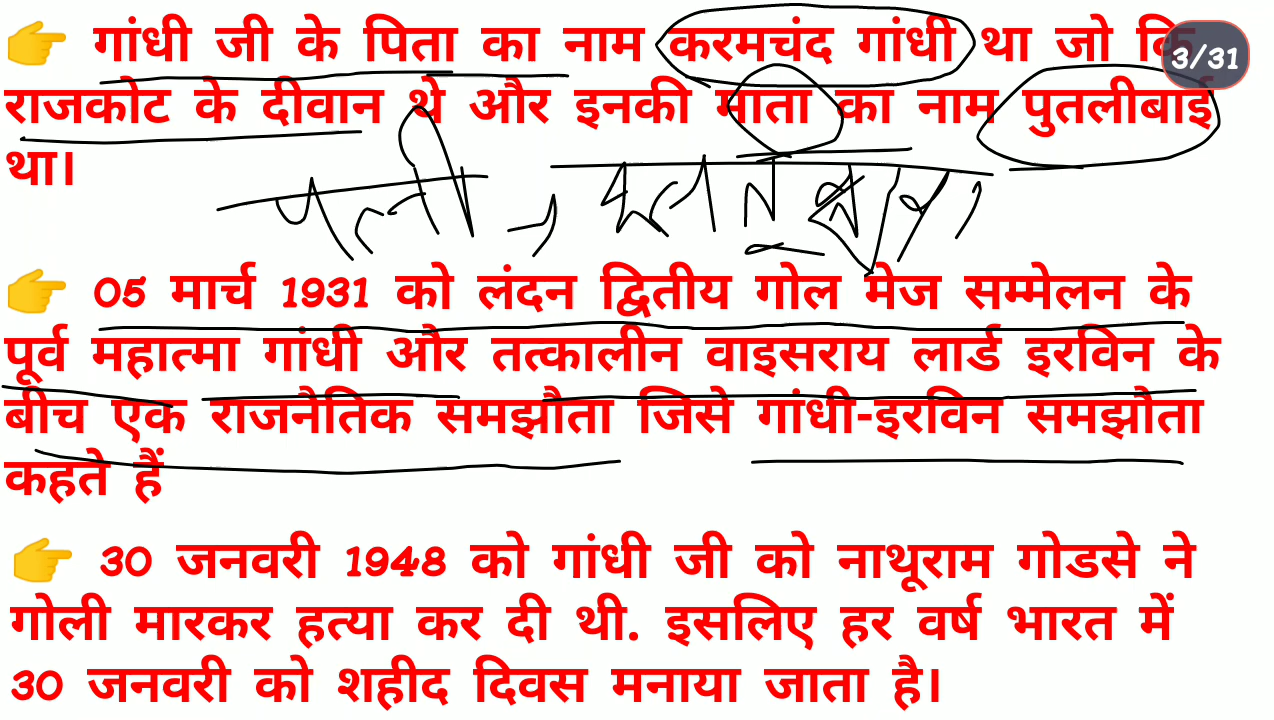 👉 गांधी जी के पिता का नाम करमचंद गांधी था जो कि
3/31
राजकोट के दीवान थे और इनकी माता का नाम पुतलीबाई
था।
पत्नी
👉 05 मार्च 1931 को लंदन द्वितीय गोल मेज सम्मेलन के
पूर्व महात्मा गांधी और तत्कालीन वाइसराय लार्ड इरविन के
बीच एक राजनैतिक समझौता जिसे गांधी-इरविन समझौता
कहते हैं
👉 30 जनवरी 1948 को गांधी जी को नाथूराम गोडसे ने
गोली मारकर हत्या कर दी थी. इसलिए हर वर्ष भारत में
30 जनवरी को शहीद दिवस मनाया जाता है।